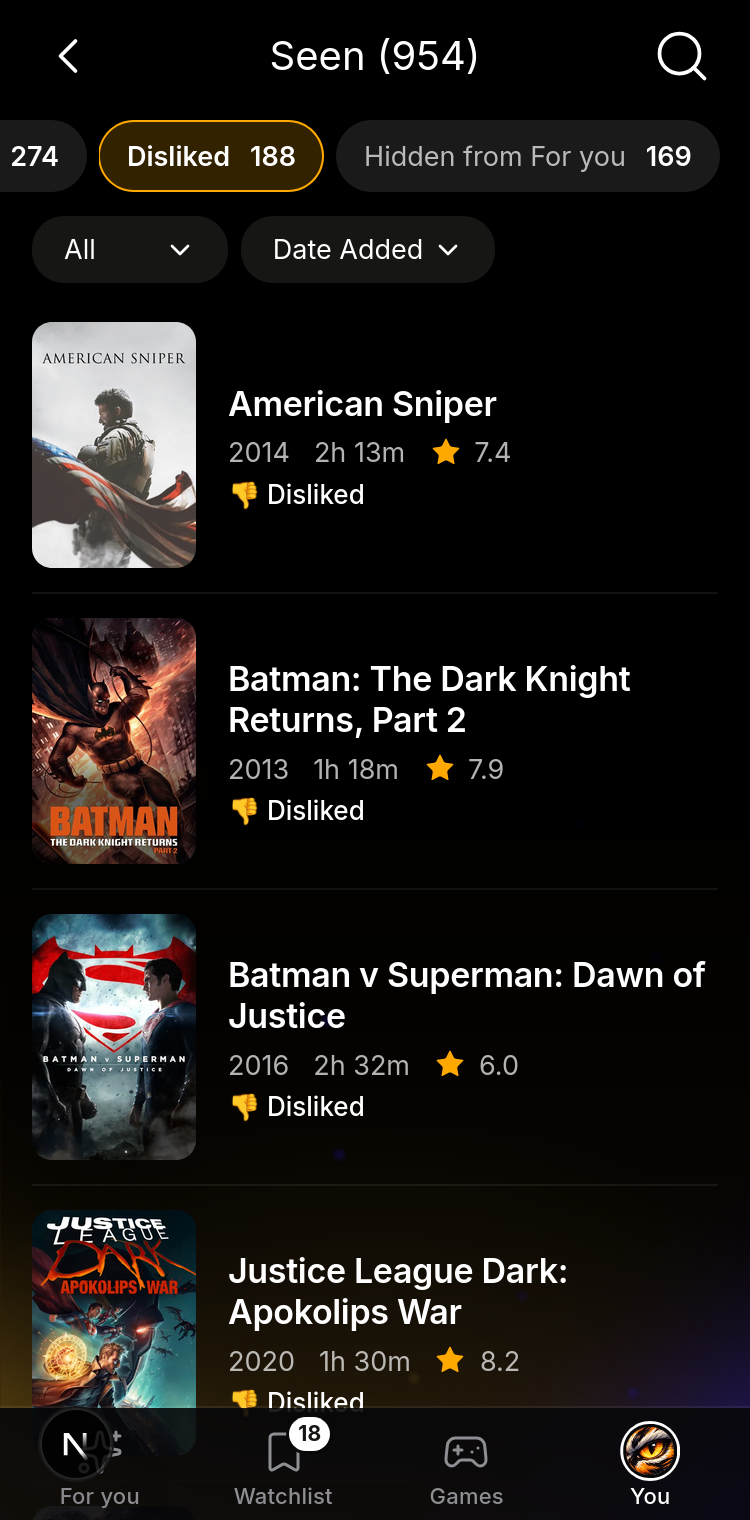 Seen (954)
274
Disliked 188
Hidden from For you 169
All
Date Added
AMERICAN SNIPER
American Sniper
2014 2h 13m 7.4
👎 Disliked
BATMAN
THE DARK KNIGHT RETURNS
PART 2
Batman: The Dark Knight
Returns, Part 2
2013 1h 18m 7.9
👎 Disliked
BATMAN v SUPERMAN
DAWN OF JUSTICE
Batman v Superman: Dawn of
Justice
2016 2h 32m 6.0
👎 Disliked
JUSTICE
LEAGUE
DARK
APOKOLIPS WAR
Justice League Dark:
Apokolips War
2020 1h 30m 8.2
👎 Disliked
N
18
For you
Watchlist
Games
You